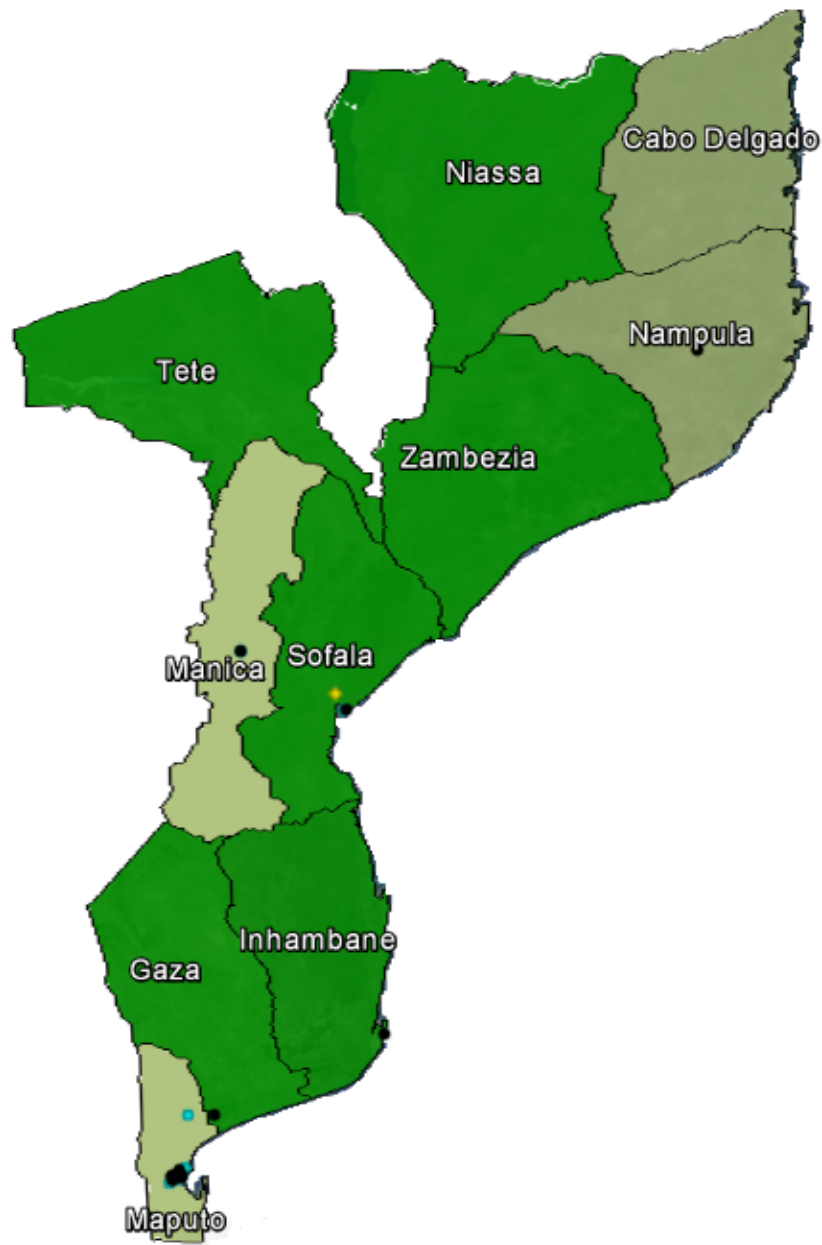 Cabo Delgado
Niassa
Nampula
Tete
Zambezia
Sofala
Manica
Inhambane
Gaza
Maputo